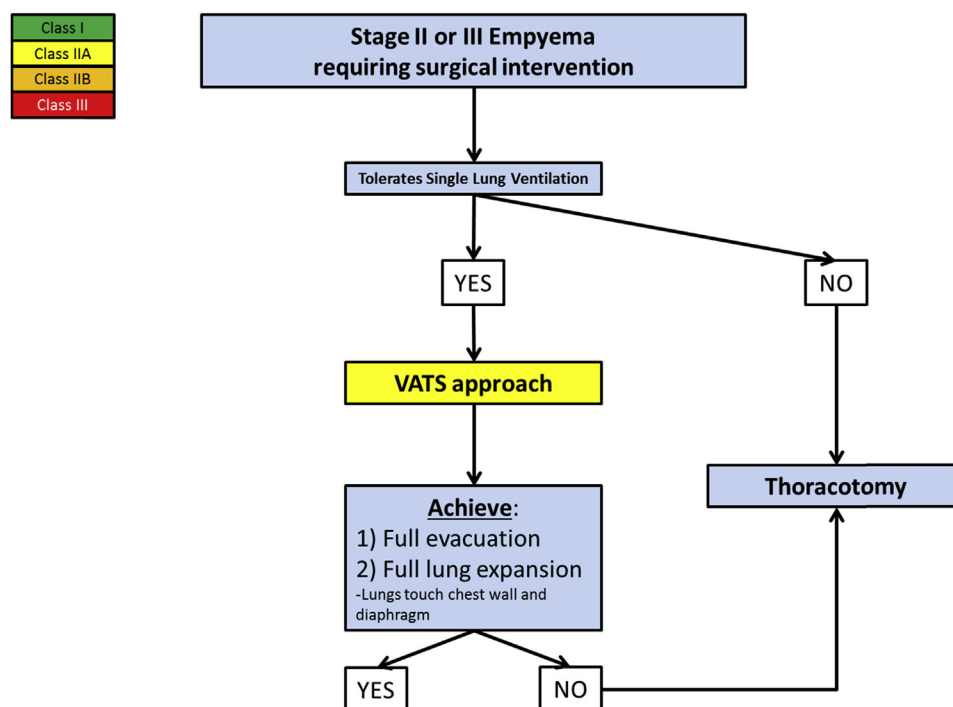 Class I
Class IIA
Class IIB
Class III
Stage II or III Empyema
requiring surgical intervention
Tolerates Single Lung Ventilation
YES
NO
VATS approach
Thoracotomy
Achieve:
1) Full evacuation
2) Full lung expansion
-Lungs touch chest wall and
diaphragm
YES
NO